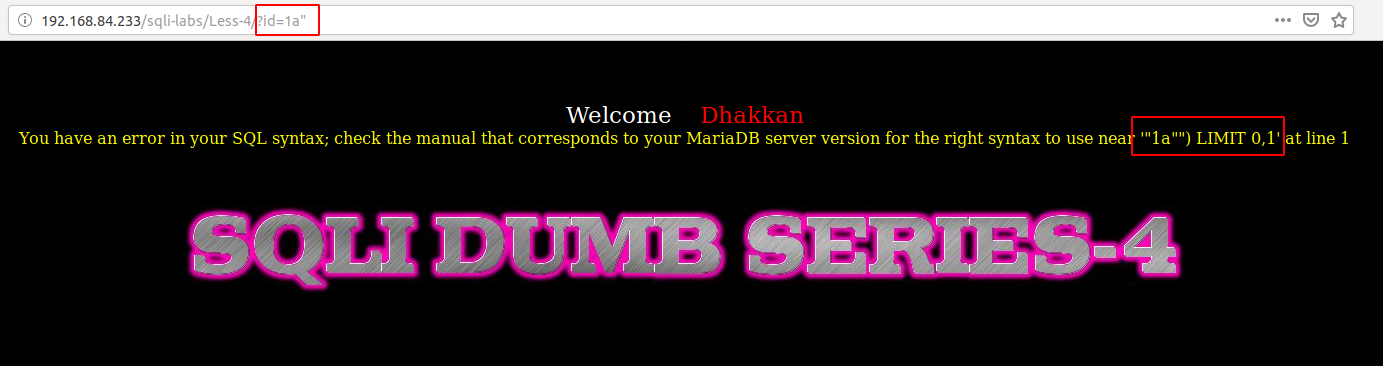 192.168.84.233/sqli-labs/Less-4/?id=1a"
Welcome Dhakkan
You have an error in your SQL syntax; check the manual that corresponds to your MariaDB server version for the right syntax to use near '"1a"") LIMIT 0,1' at line 1
SQLI DUMB SERIES-4